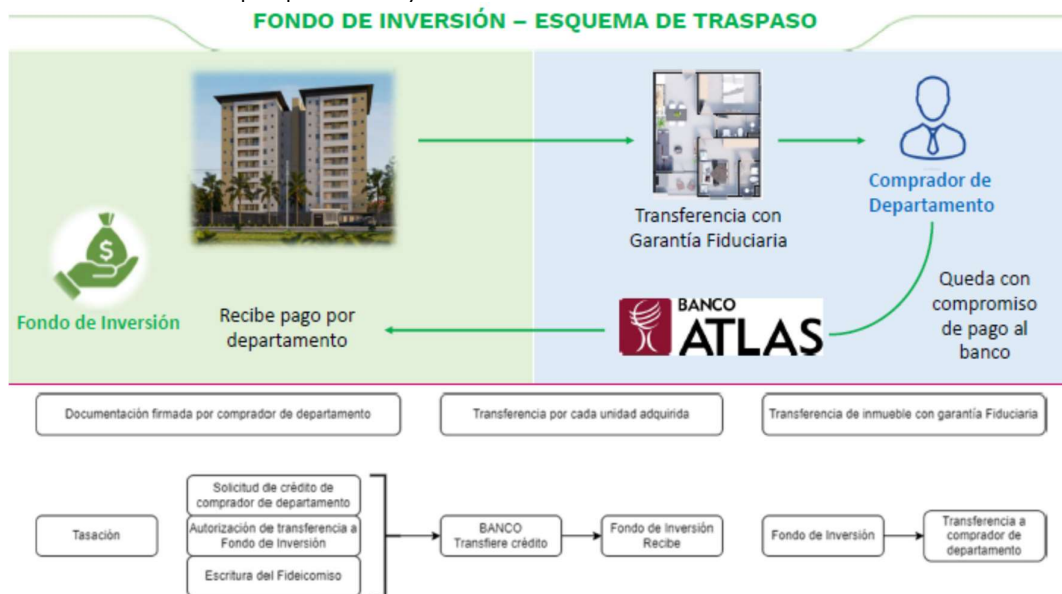 FONDO DE INVERSIÓN – ESQUEMA DE TRASPASO
Transferencia con
Garantía Fiduciaria
Comprador de
Departamento
Fondo de Inversión
Recibe pago por
departamento
BANCO
ATLAS
Queda con
compromiso
de pago al
banco
Documentación firmada por comprador de departamento
Transferencia por cada unidad adquirida
Transferencia de inmueble con garantía Fiduciaria
Tasación
Solicitud de crédito de
comprador de departamento
Autorización de transferencia a
Fondo de Inversión
Escritura del Fideicomiso
BANCO
Transfiere crédito
Fondo de Inversión
Recibe
Fondo de Inversión
Transferencia a
comprador de
departamento